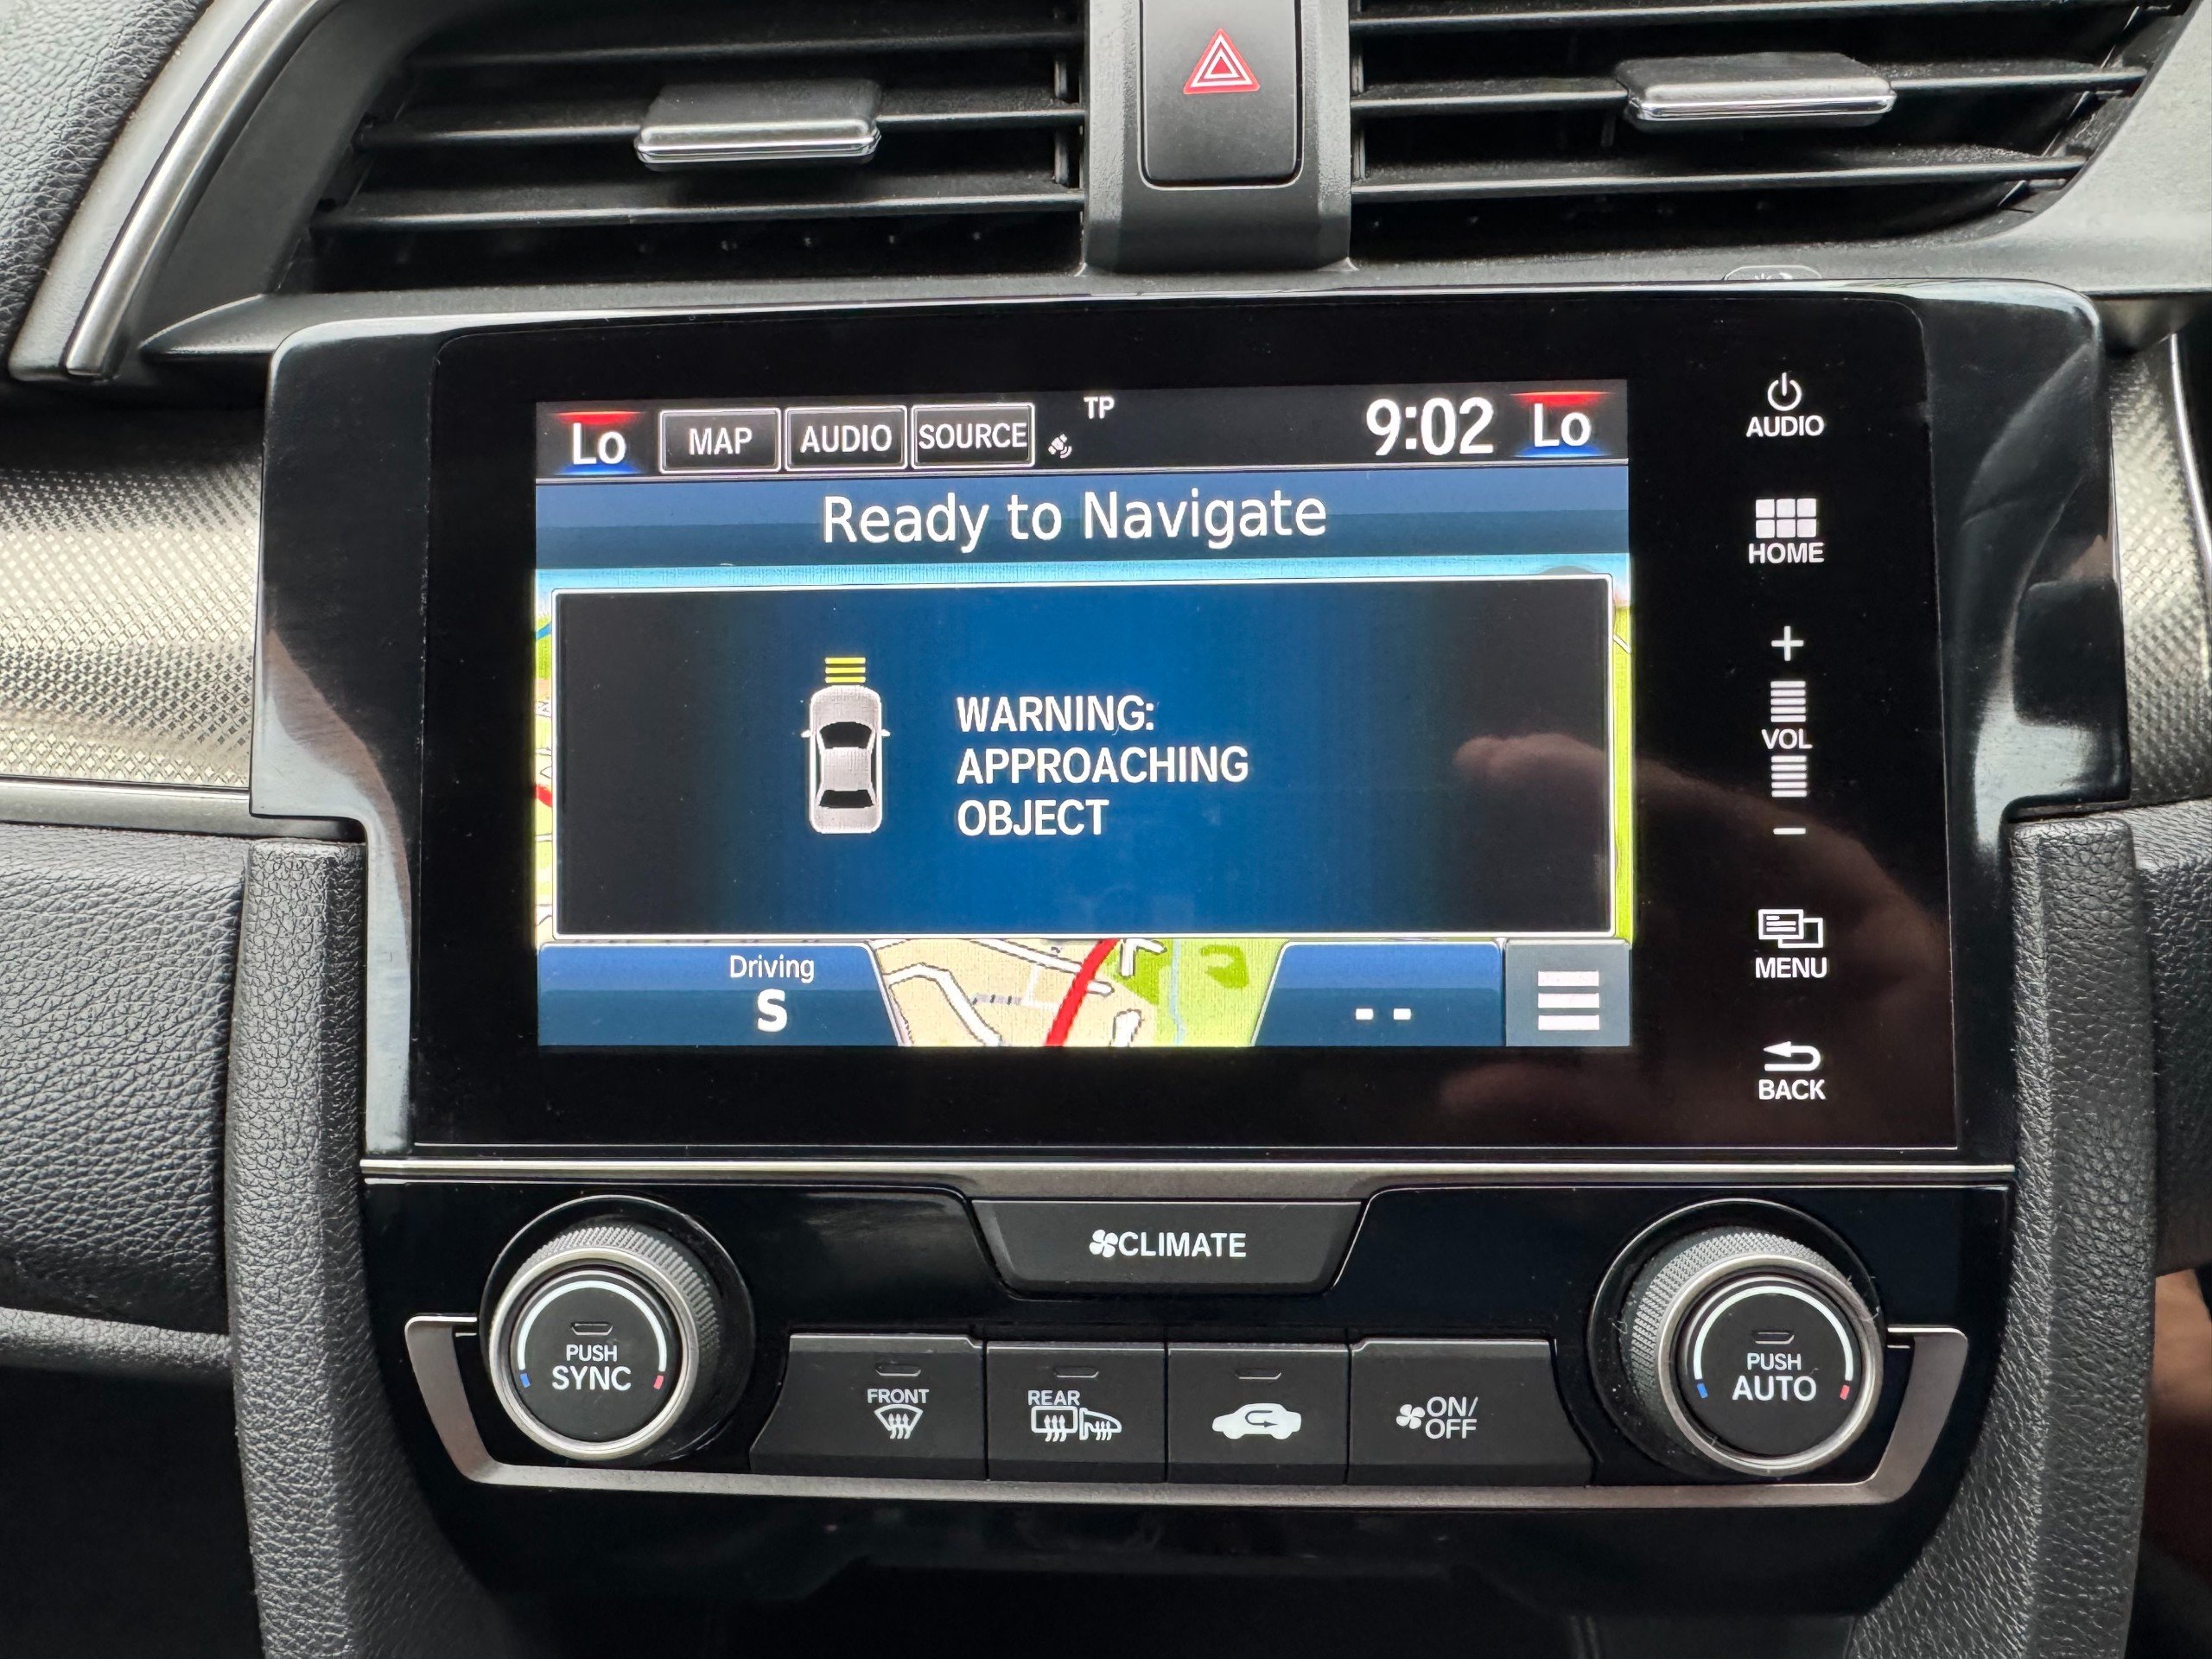 Lo MAP AUDIO SOURCE TP 9:02 Lo
AUDIO
Ready to Navigate
HOME
WARNING:
APPROACHING
OBJECT
+
VOL
−
Driving
S
- -
MENU
BACK
CLIMATE
PUSH
SYNC
FRONT
REAR
ON/
OFF
PUSH
AUTO